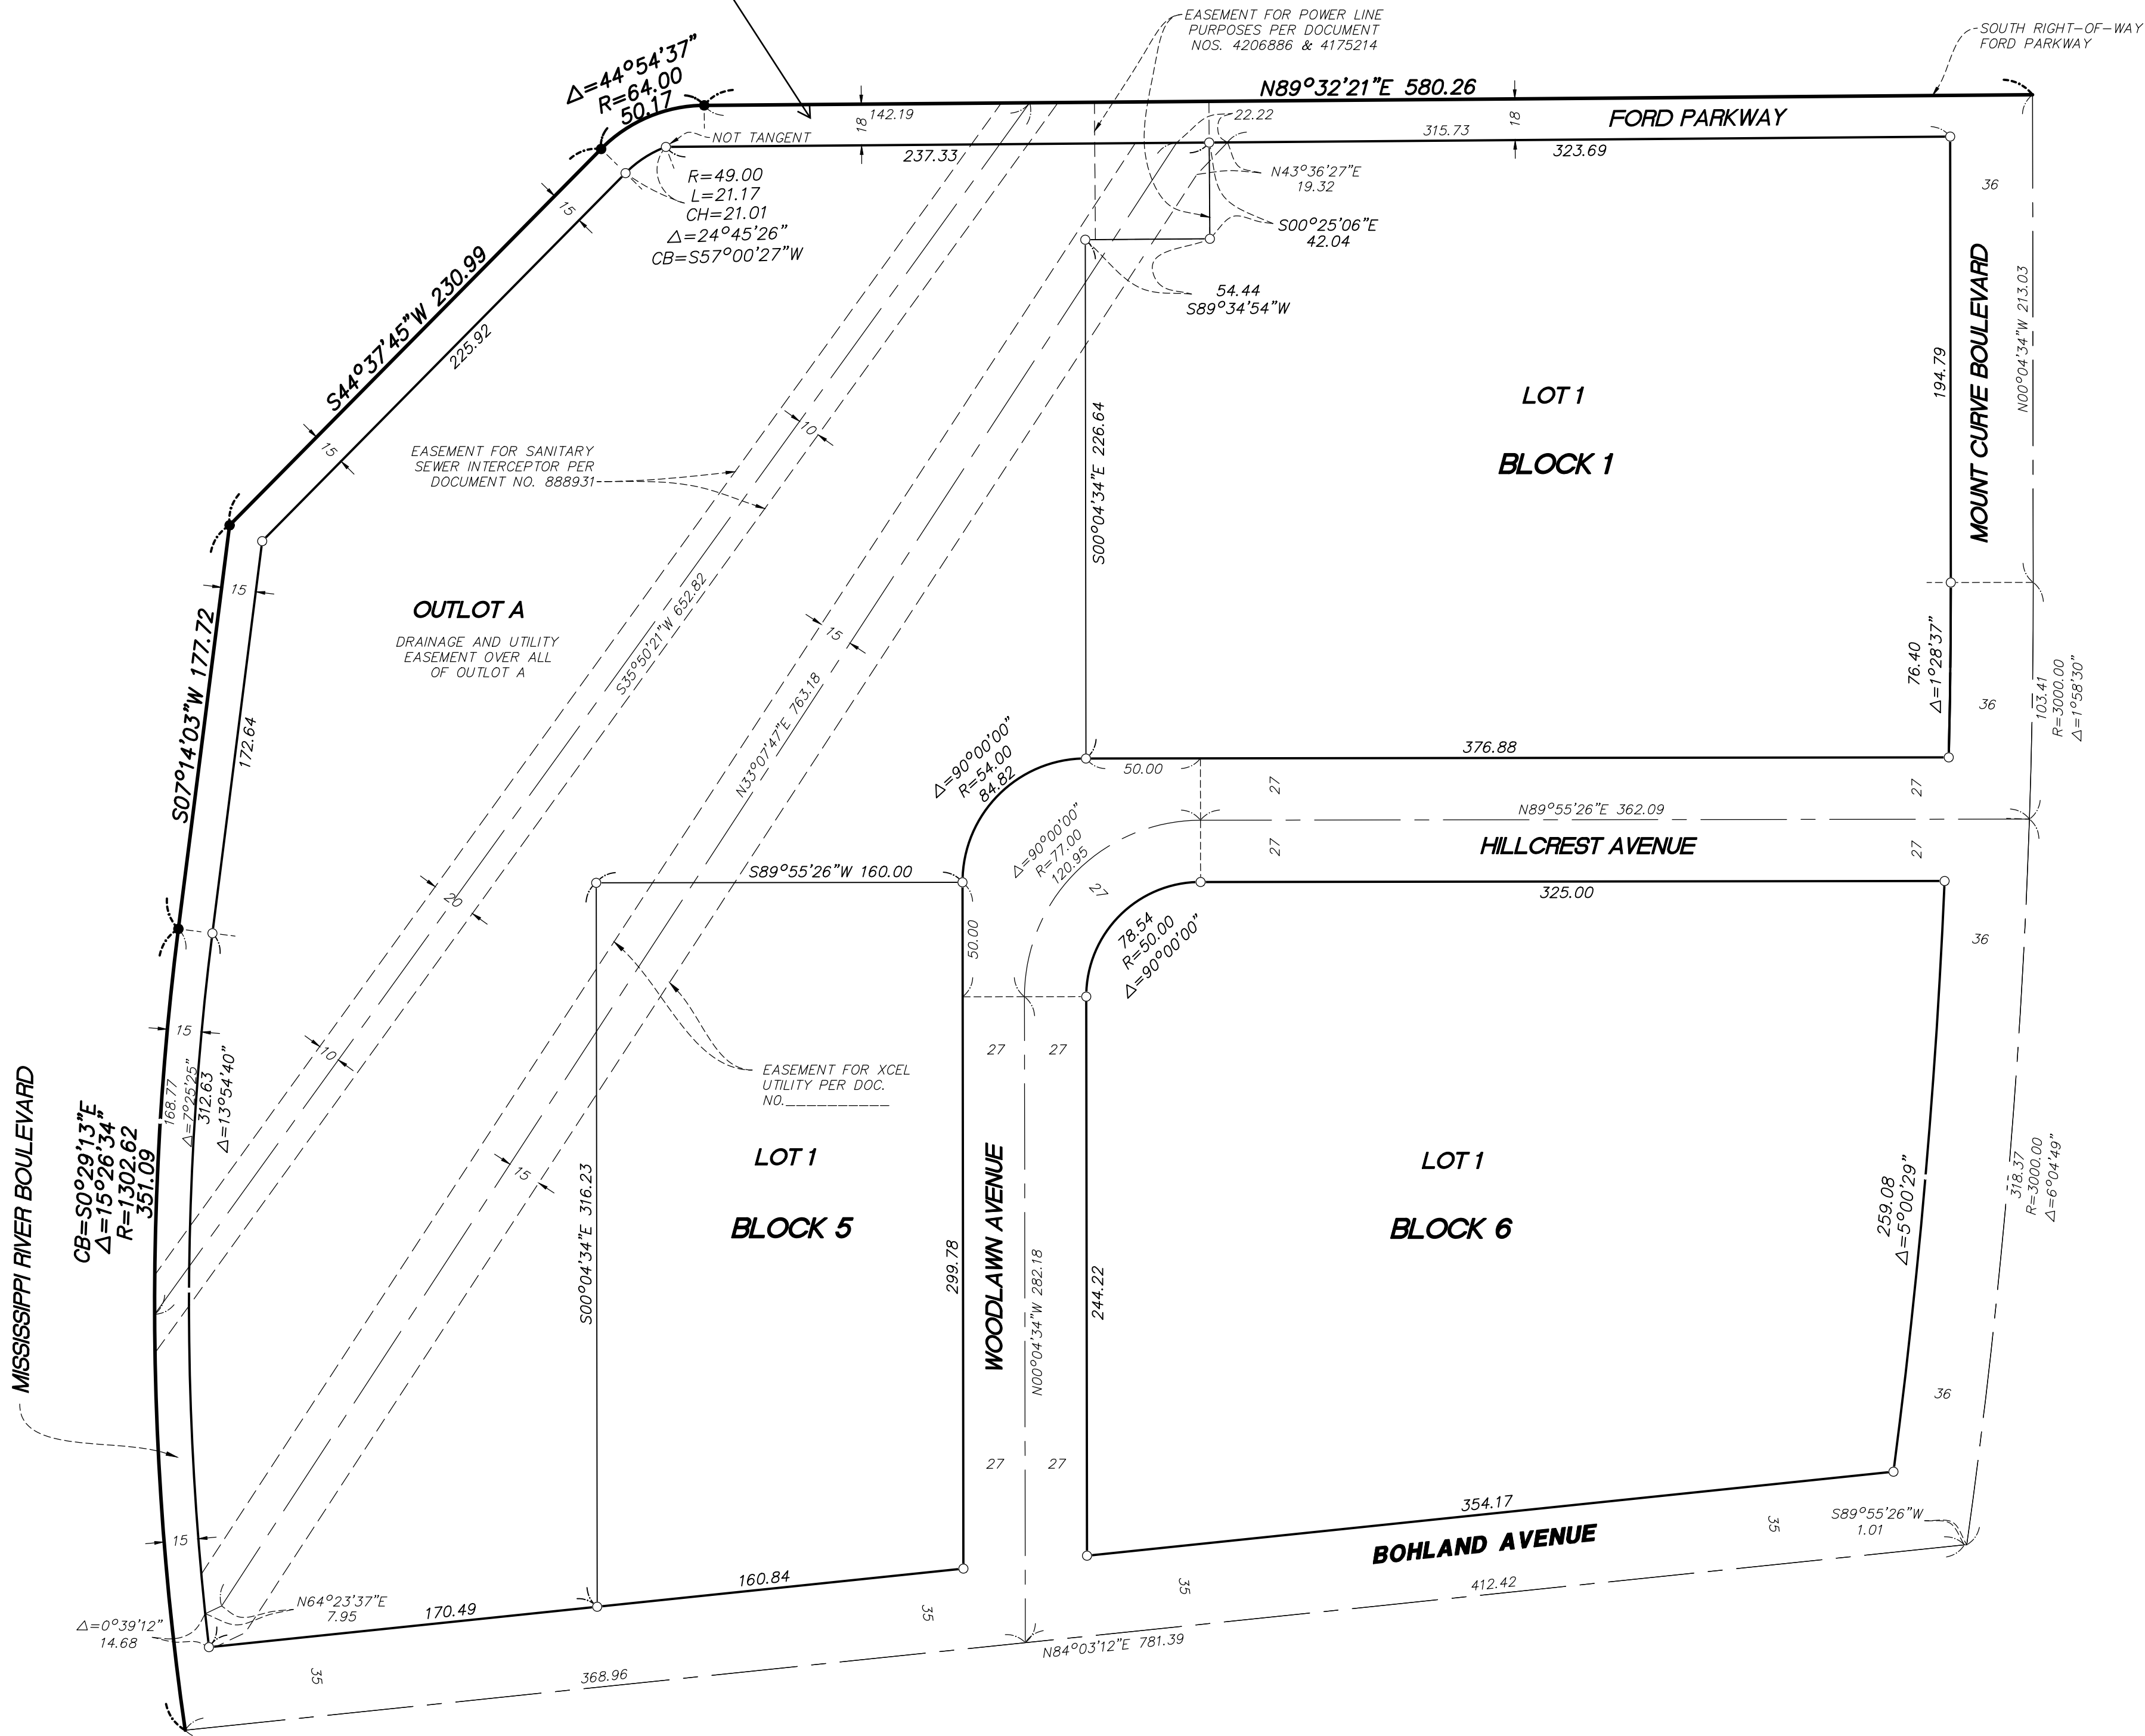 EASEMENT FOR POWER LINE
PURPOSES PER DOCUMENT
NOS. 4206886 & 4175214
SOUTH RIGHT-OF-WAY
FORD PARKWAY
Δ=44°54'37"
R=64.00
50.17
N89°32'21"E 580.26
18
142.19
22.22
315.73
18
FORD PARKWAY
NOT TANGENT
237.33
323.69
R=49.00
L=21.17
CH=21.01
Δ=24°45'26"
CB=S57°00'27"W
N43°36'27"E
19.32
S00°25'06"E
42.04
54.44
S89°34'54"W
36
15
S44°37'45"W 230.99
225.92
15
MOUNT CURVE BOULEVARD
N00°04'34"W 213.03
194.79
LOT 1
BLOCK 1
S00°04'34"E 226.64
10
EASEMENT FOR SANITARY
SEWER INTERCEPTOR PER
DOCUMENT NO. 888931
15
OUTLOT A
DRAINAGE AND UTILITY
EASEMENT OVER ALL
OF OUTLOT A
S35°50'21"W 652.82
15
N33°07'47"E 763.18
S07°14'03"W 177.72
172.64
76.40
Δ=1°28'37"
36
103.41
R=3000.00
Δ=1°58'30"
376.88
50.00
Δ=90°00'00"
R=54.00
84.82
27
27
N89°55'26"E 362.09
HILLCREST AVENUE
27
27
Δ=90°00'00"
R=77.00
120.95
27
S89°55'26"W 160.00
20
325.00
50.00
78.54
R=50.00
Δ=90°00'00"
36
15
10
27
27
EASEMENT FOR XCEL
UTILITY PER DOC.
NO.__________
168.77
Δ=7°25'25"
312.63
Δ=13°54'40"
CB=S0°29'13"E
Δ=15°26'34"
R=1302.62
351.09
MISSISSIPPI RIVER BOULEVARD
15
LOT 1
BLOCK 5
S00°04'34"E 316.23
299.78
WOODLAWN AVENUE
N00°04'34"W 282.18
244.22
LOT 1
BLOCK 6
259.08
Δ=5°00'29"
318.37
R=3000.00
Δ=6°04'49"
36
27
27
15
354.17
S89°55'26"W
1.01
35
BOHLAND AVENUE
N64°23'37"E
7.95
Δ=0°39'12"
14.68
170.49
160.84
35
35
412.42
N84°03'12"E 781.39
368.96
35